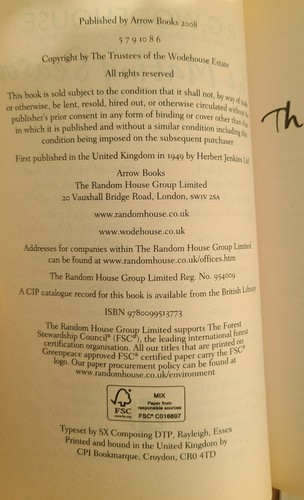 Published by Arrow Books 2008
5 7 9 10 8 6
Copyright by The Trustees of the Wodehouse Estate
All rights reserved
This book is sold subject to the condition that it shall not, by way of trade
or otherwise, be lent, resold, hired out, or otherwise circulated without the
publisher's prior consent in any form of binding or cover other than that
in which it is published and without a similar condition including this
condition being imposed on the subsequent purchaser
First published in the United Kingdom in 1949 by Herbert Jenkins Ltd
Arrow Books
The Random House Group Limited
20 Vauxhall Bridge Road, London, SW1V 2SA
www.randomhouse.co.uk
www.wodehouse.co.uk
Addresses for companies within The Random House Group Limited
can be found at www.randomhouse.co.uk/offices.htm
The Random House Group Limited Reg. No. 954009
A CIP catalogue record for this book is available from the British Library
ISBN 9780099513773
The Random House Group Limited supports The Forest
Stewardship Council® (FSC®), the leading international forest
certification organisation. All our titles that are printed on
Greenpeace approved FSC® certified paper carry the FSC®
logo. Our paper procurement policy can be found at
www.randomhouse.co.uk/environment
FSC
www.fsc.org
MIX
Paper from
responsible sources
FSC® C016897
Typeset by SX Composing DTP, Rayleigh, Essex
Printed and bound in the United Kingdom by
CPI Bookmarque, Croydon, CR0 4TD
Th